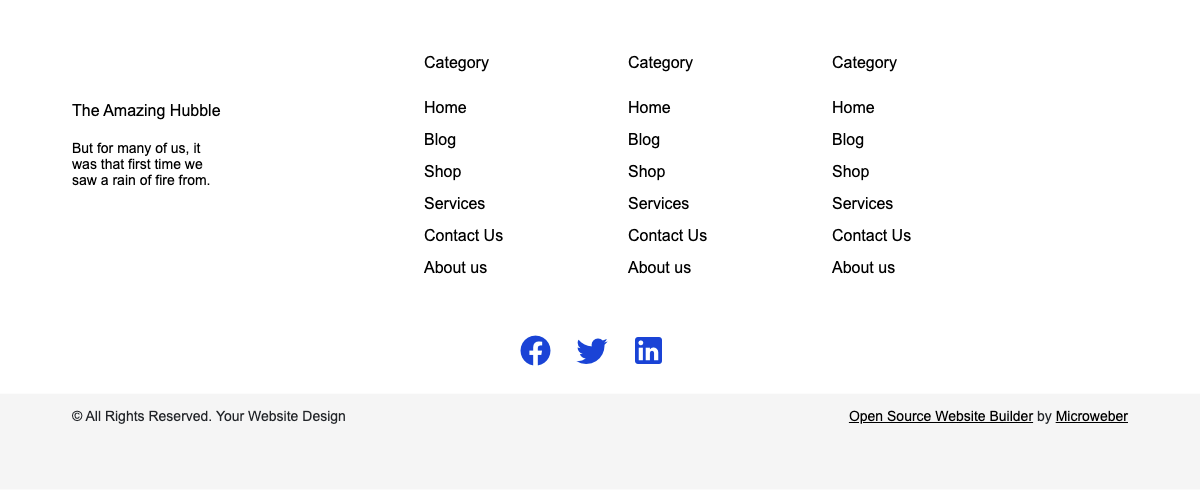 The Amazing Hubble
But for many of us, it
was that first time we
saw a rain of fire from.
Category
Home
Blog
Shop
Services
Contact Us
About us
Category
Home
Blog
Shop
Services
Contact Us
About us
Category
Home
Blog
Shop
Services
Contact Us
About us
© All Rights Reserved. Your Website Design
Open Source Website Builder by Microweber